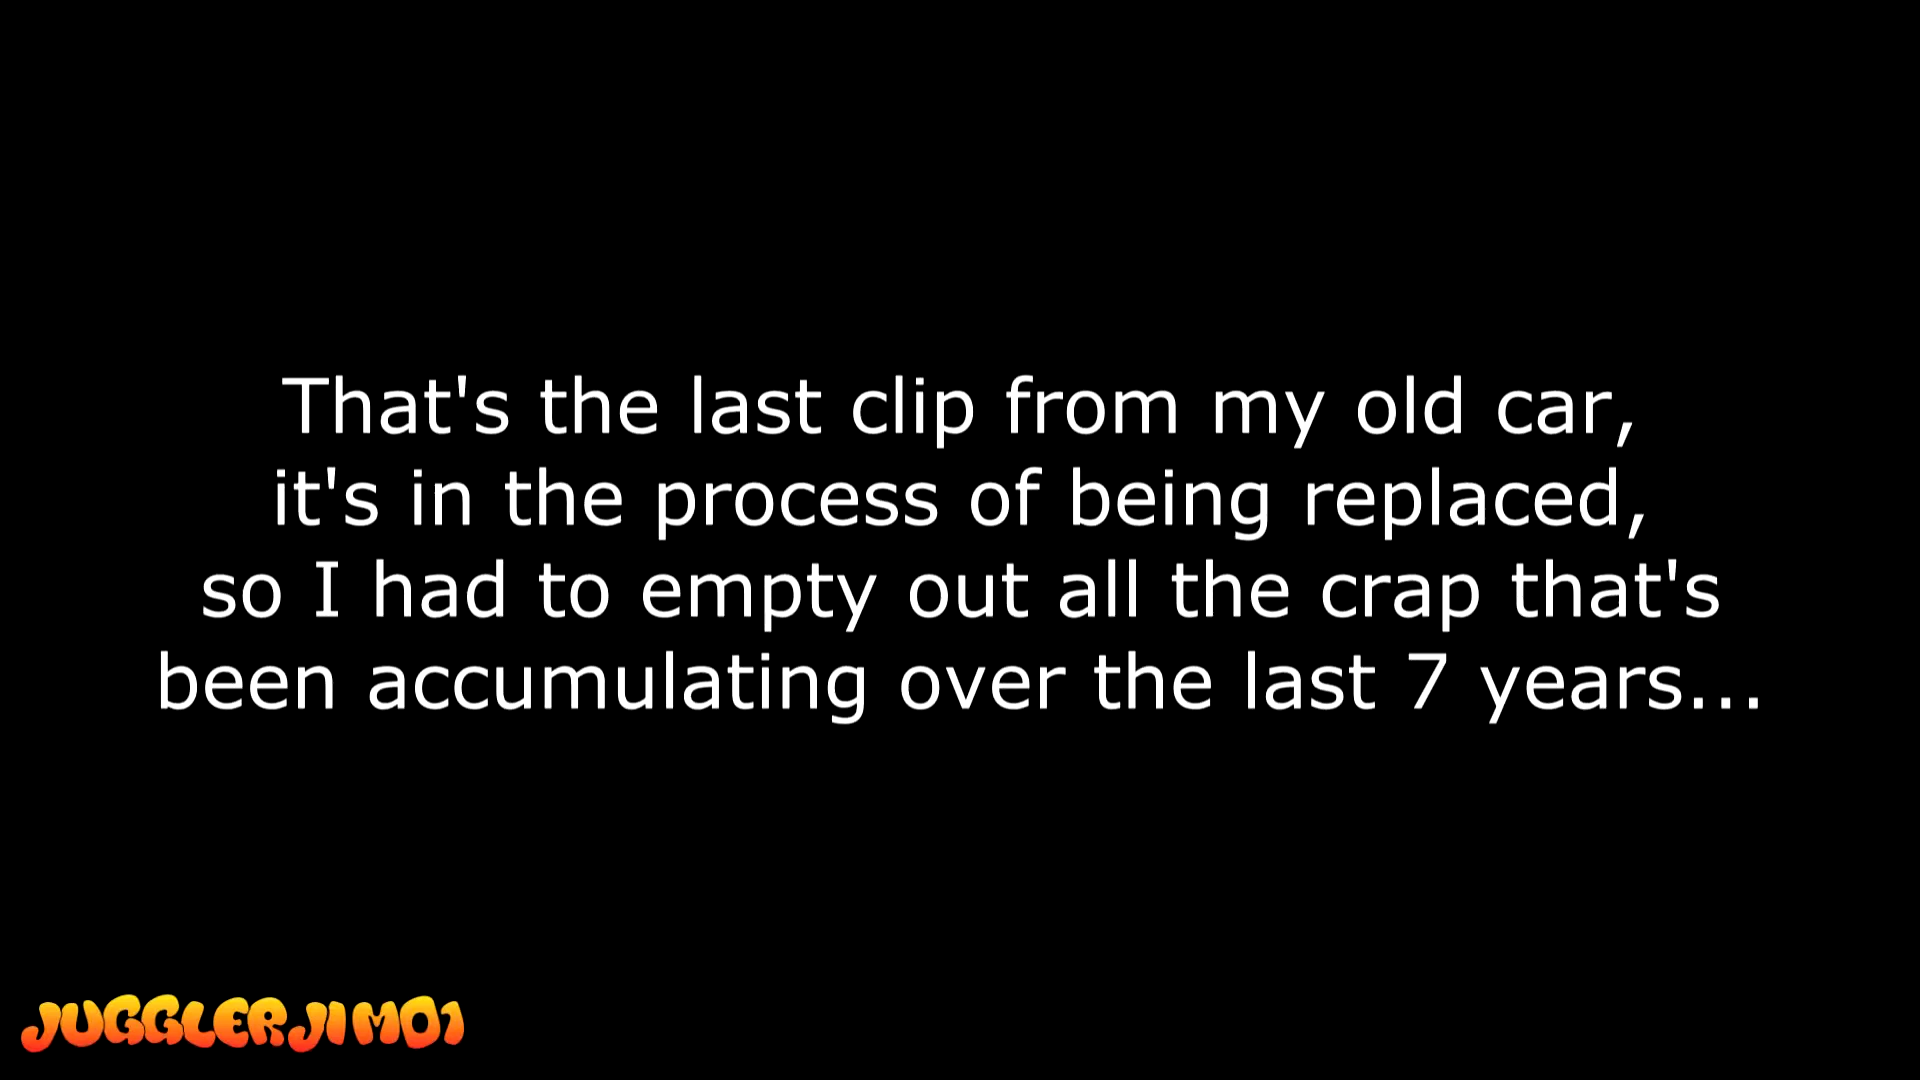 That's the last clip from my old car,
it's in the process of being replaced,
so I had to empty out all the crap that's
been accumulating over the last 7 years...
JUGGLERJIM01